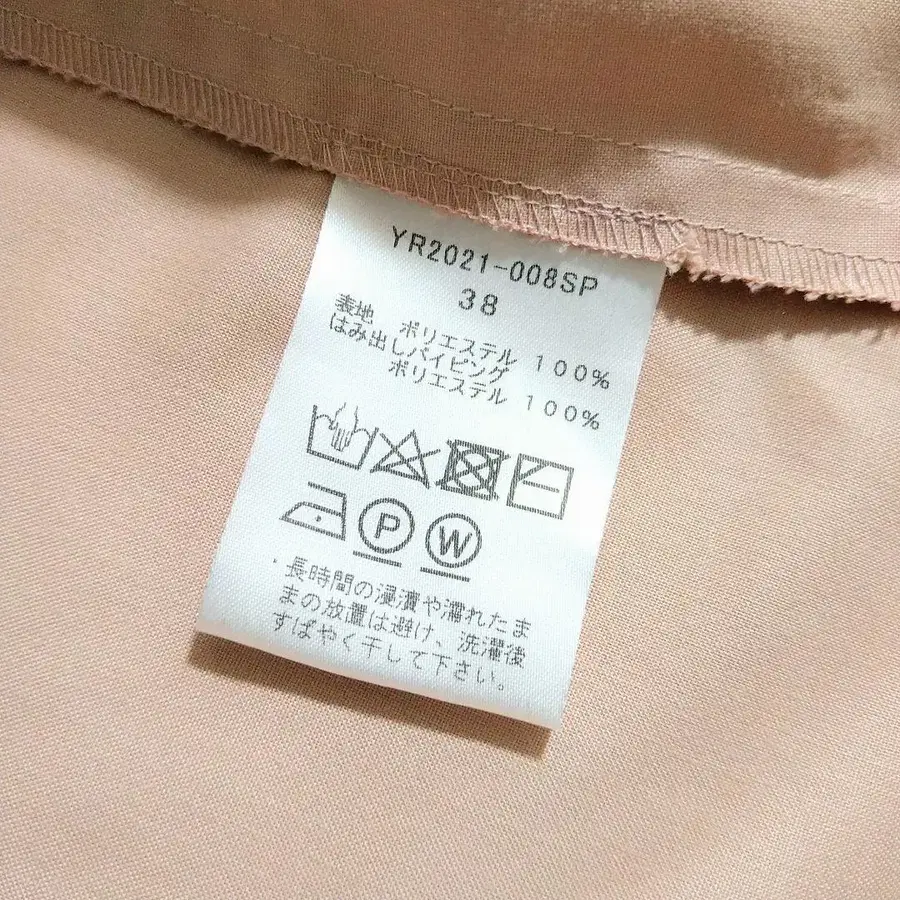 YR2021-008SP
38
表地 ポリエステル 100%
はみ出しパイピング
ポリエステル 100%
P W
・長時間の浸漬や濡れたま
まの放置は避け、洗濯後
すばやく干して下さい。